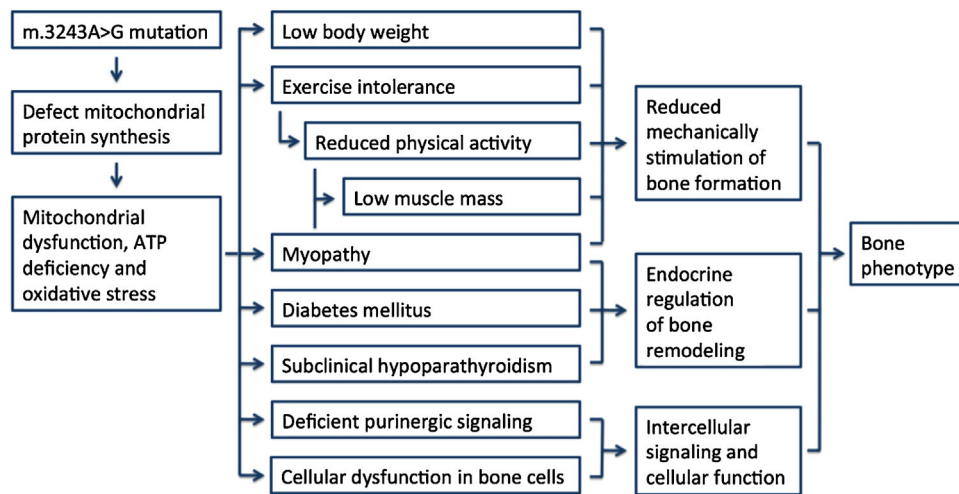 m.3243A>G mutation
Defect mitochondrial
protein synthesis
Mitochondrial
dysfunction, ATP
deficiency and
oxidative stress
Low body weight
Exercise intolerance
Reduced physical activity
Low muscle mass
Myopathy
Diabetes mellitus
Subclinical hypoparathyroidism
Deficient purinergic signaling
Cellular dysfunction in bone cells
Reduced
mechanically
stimulation of
bone formation
Endocrine
regulation
of bone
remodeling
Intercellular
signaling and
cellular function
Bone
phenotype